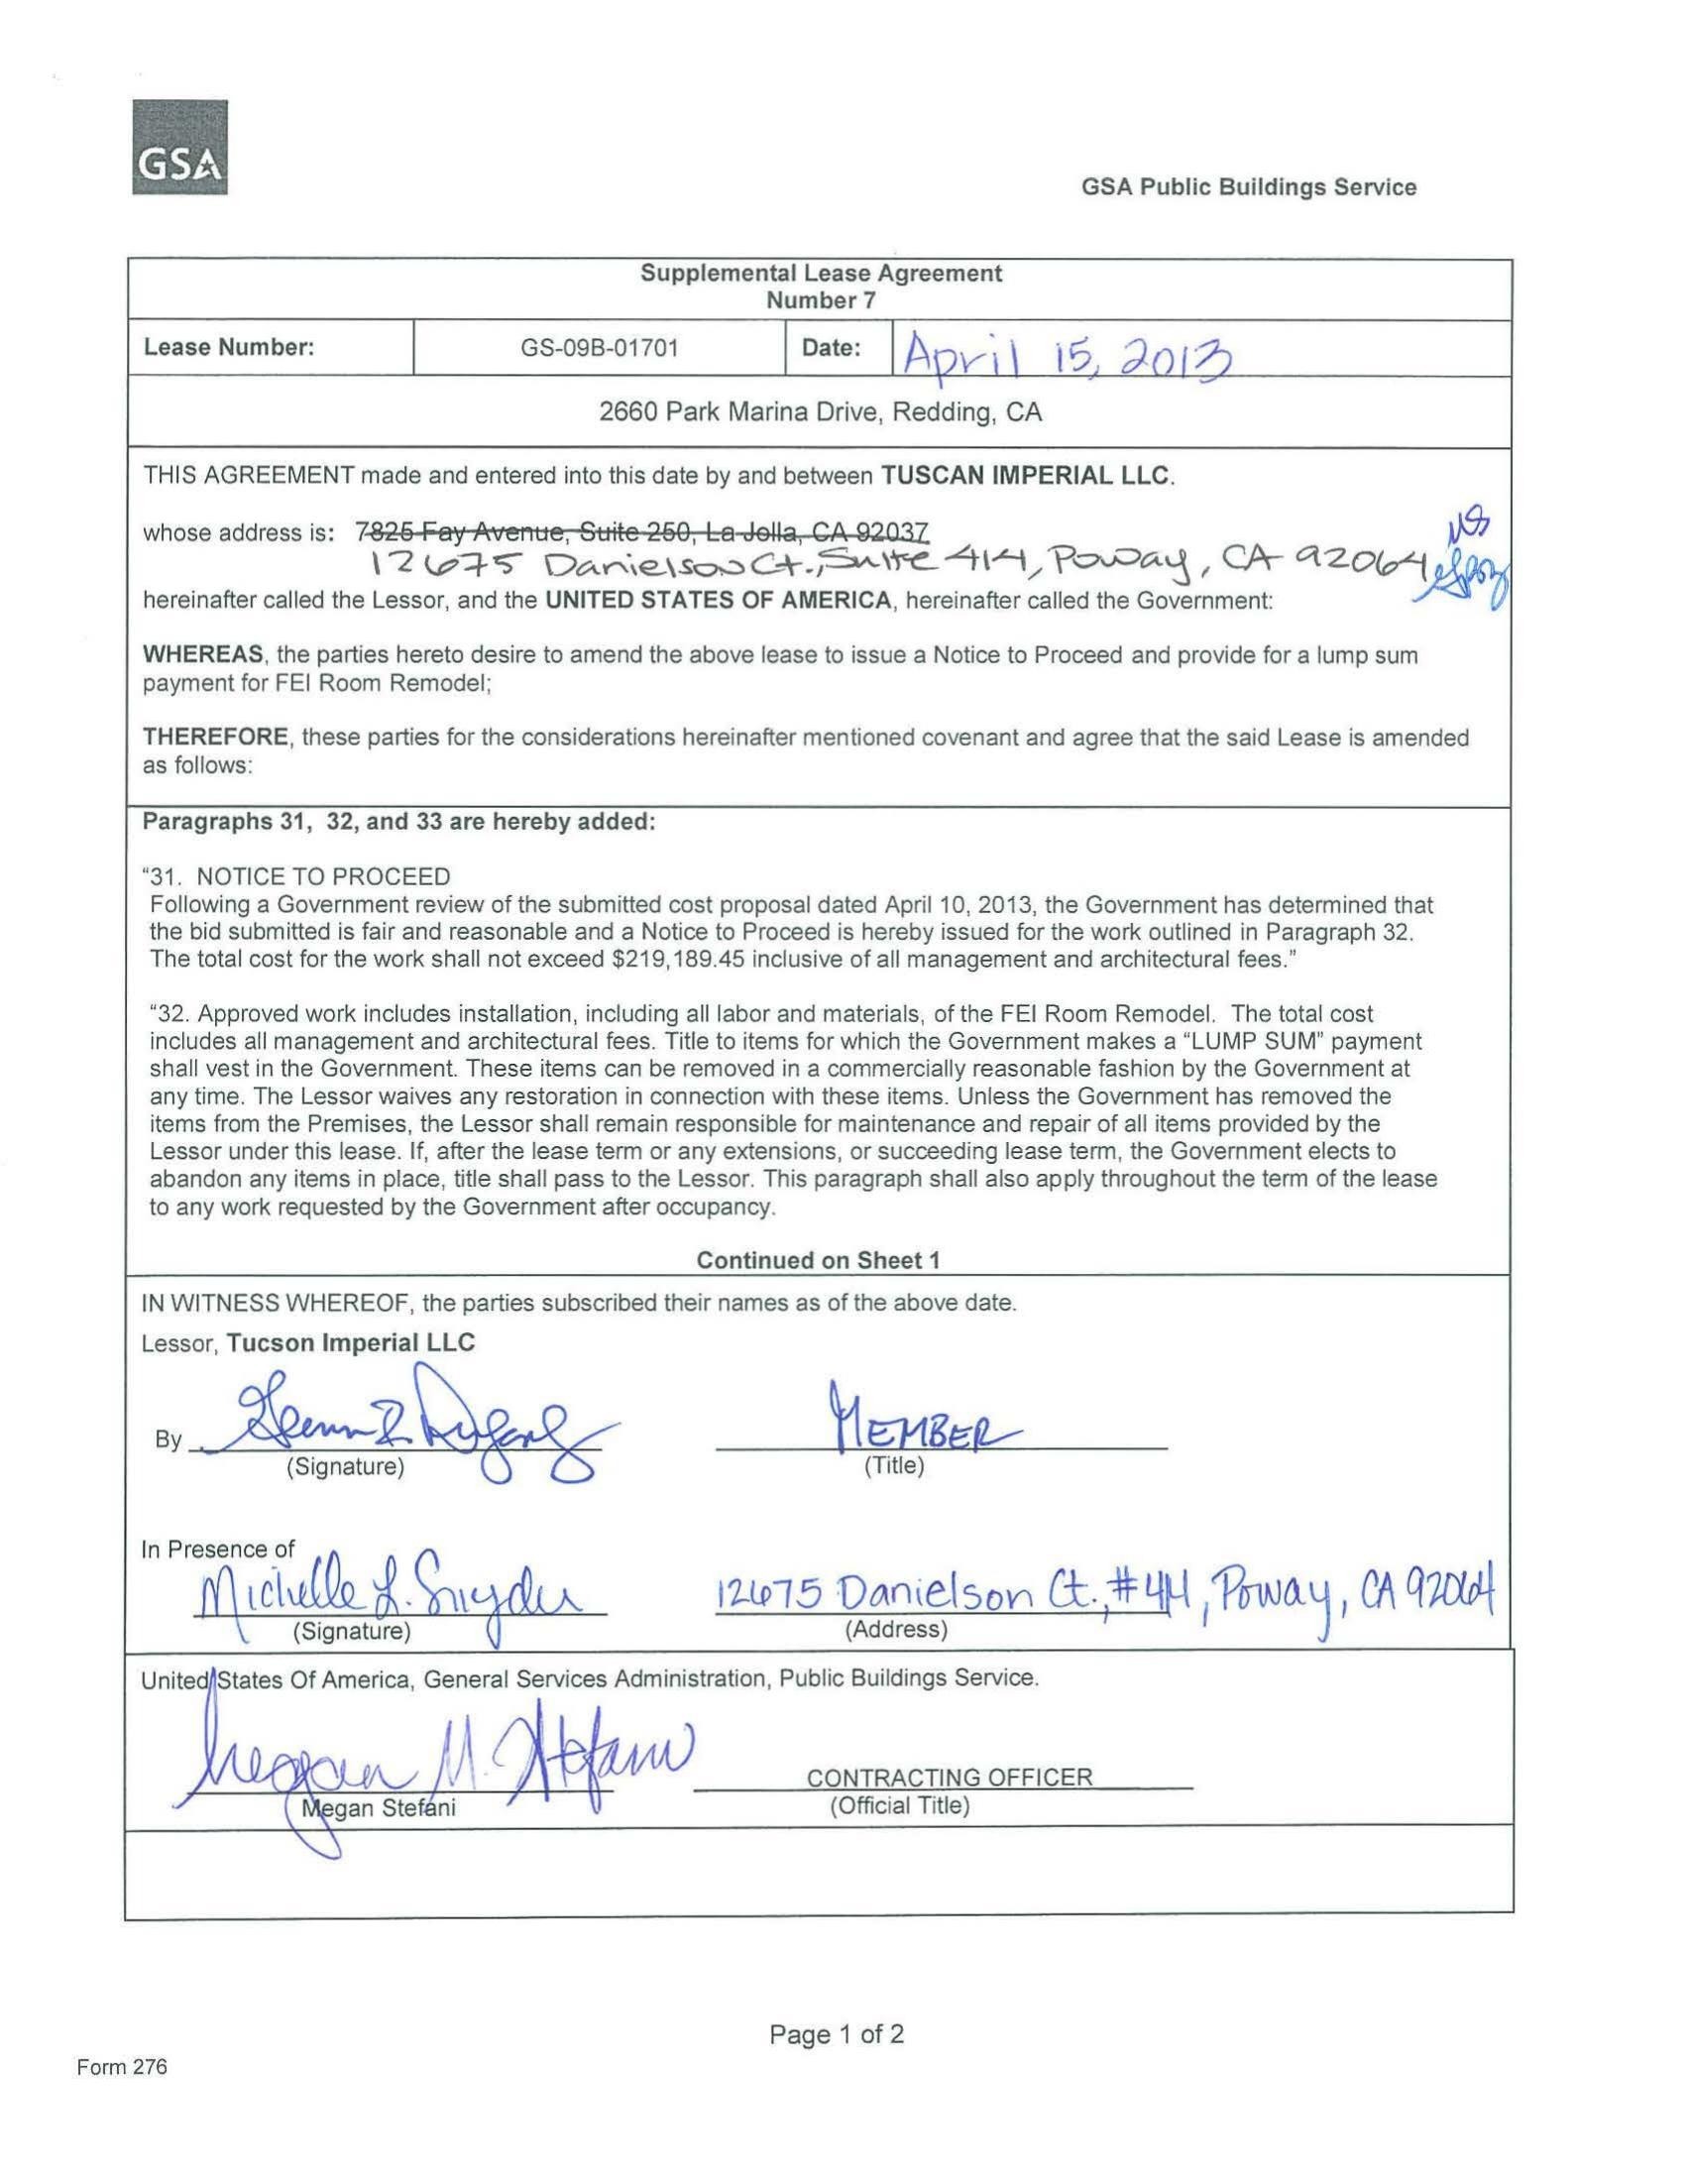 GSA
GSA Public Buildings Service
Supplemental Lease Agreement
Number 7
Lease Number:
GS-09B-01701
Date:
April 15, 2013
2660 Park Marina Drive, Redding, CA
THIS AGREEMENT made and entered into this date by and between TUSCAN IMPERIAL LLC.
whose address is: 7825 Fay Avenue, Suite 250, La Jolla, CA 92037
12675 Danielson Ct., Suite 414, Poway, CA 92064
hereinafter called the Lessor, and the UNITED STATES OF AMERICA, hereinafter called the Government:
WHEREAS, the parties hereto desire to amend the above lease to issue a Notice to Proceed and provide for a lump sum
payment for FEI Room Remodel;
THEREFORE, these parties for the considerations hereinafter mentioned covenant and agree that the said Lease is amended
as follows:
Paragraphs 31, 32, and 33 are hereby added:
“31. NOTICE TO PROCEED
Following a Government review of the submitted cost proposal dated April 10, 2013, the Government has determined that
the bid submitted is fair and reasonable and a Notice to Proceed is hereby issued for the work outlined in Paragraph 32.
The total cost for the work shall not exceed $219,189.45 inclusive of all management and architectural fees.”
“32. Approved work includes installation, including all labor and materials, of the FEI Room Remodel. The total cost
includes all management and architectural fees. Title to items for which the Government makes a “LUMP SUM” payment
shall vest in the Government. These items can be removed in a commercially reasonable fashion by the Government at
any time. The Lessor waives any restoration in connection with these items. Unless the Government has removed the
items from the Premises, the Lessor shall remain responsible for maintenance and repair of all items provided by the
Lessor under this lease. If, after the lease term or any extensions, or succeeding lease term, the Government elects to
abandon any items in place, title shall pass to the Lessor. This paragraph shall also apply throughout the term of the lease
to any work requested by the Government after occupancy.
Continued on Sheet 1
IN WITNESS WHEREOF, the parties subscribed their names as of the above date.
Lessor, Tucson Imperial LLC
By
MEMBER
(Signature)
(Title)
In Presence of
Michelle L. Snyder
12675 Danielson Ct., #414, Poway, CA 92064
(Signature)
(Address)
United States Of America, General Services Administration, Public Buildings Service.
Megan M. Stefani
CONTRACTING OFFICER
Megan Stefani
(Official Title)
Page 1 of 2
Form 276